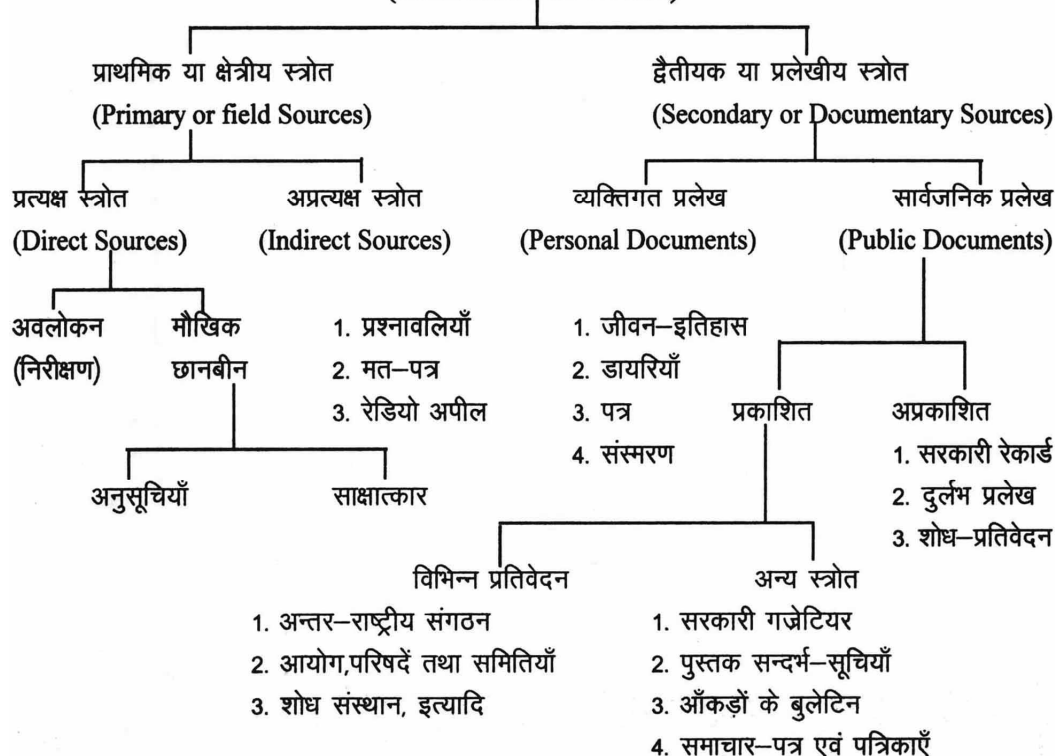 प्राथमिक या क्षेत्रीय स्त्रोत
(Primary or field Sources)
द्वैतीयक या प्रलेखीय स्त्रोत
(Secondary or Documentary Sources)
प्रत्यक्ष स्त्रोत
(Direct Sources)
अप्रत्यक्ष स्त्रोत
(Indirect Sources)
व्यक्तिगत प्रलेख
(Personal Documents)
सार्वजनिक प्रलेख
(Public Documents)
अवलोकन
(निरीक्षण)
मौखिक
छानबीन
1. प्रश्नावलियाँ
2. मत–पत्र
3. रेडियो अपील
1. जीवन–इतिहास
2. डायरियाँ
3. पत्र
4. संस्मरण
प्रकाशित
अप्रकाशित
1. सरकारी रेकार्ड
2. दुर्लभ प्रलेख
3. शोध–प्रतिवेदन
अनुसूचियाँ
साक्षात्कार
विभिन्न प्रतिवेदन
1. अन्तर–राष्ट्रीय संगठन
2. आयोग,परिषदें तथा समितियाँ
3. शोध संस्थान, इत्यादि
अन्य स्त्रोत
1. सरकारी गज़ेटियर
2. पुस्तक सन्दर्भ–सूचियाँ
3. आँकड़ों के बुलेटिन
4. समाचार–पत्र एवं पत्रिकाएँ